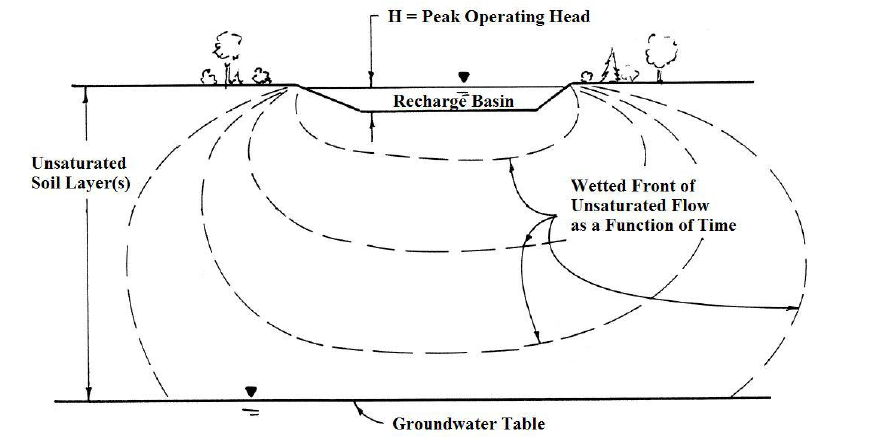 H = Peak Operating Head
Recharge Basin
Unsaturated
Soil Layer(s)
Wetted Front of
Unsaturated Flow
as a Function of Time
Groundwater Table